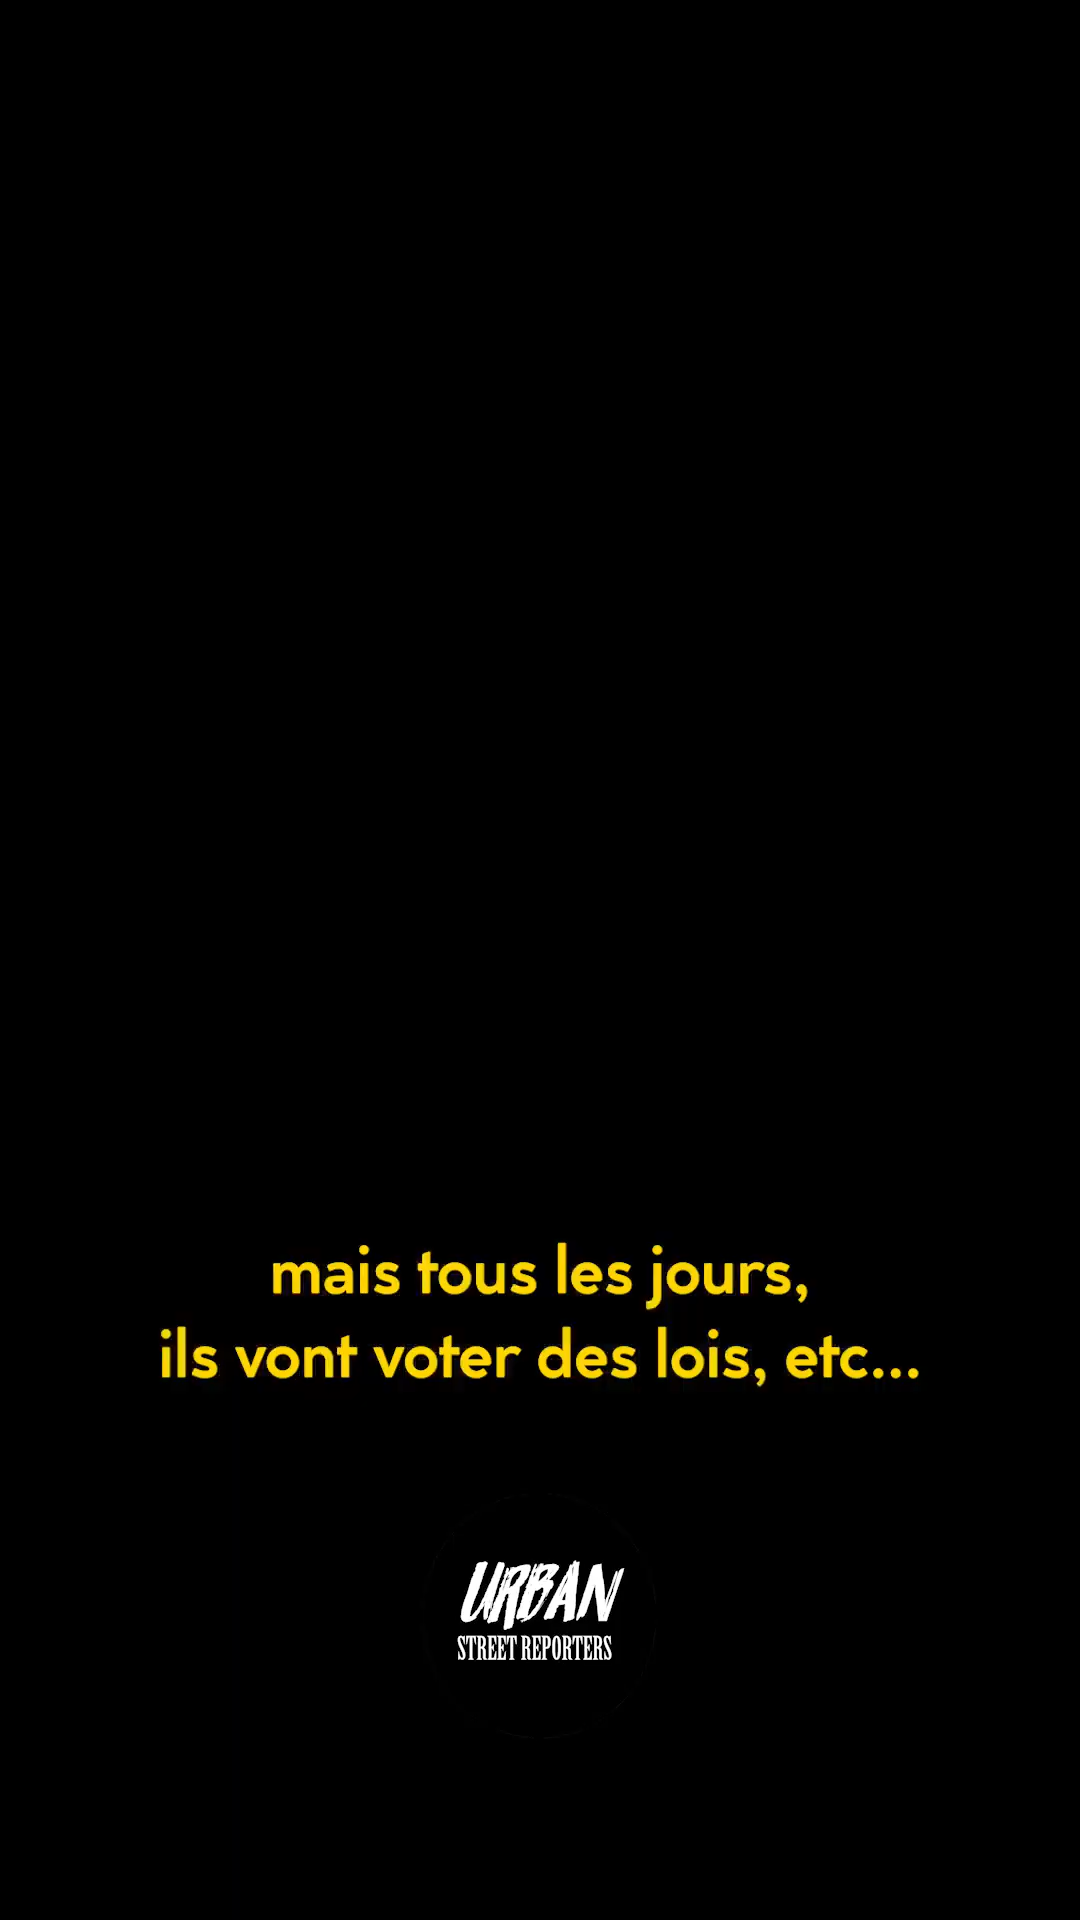 mais tous les jours,
ils vont voter des lois, etc...
URBAN
STREET REPORTERS